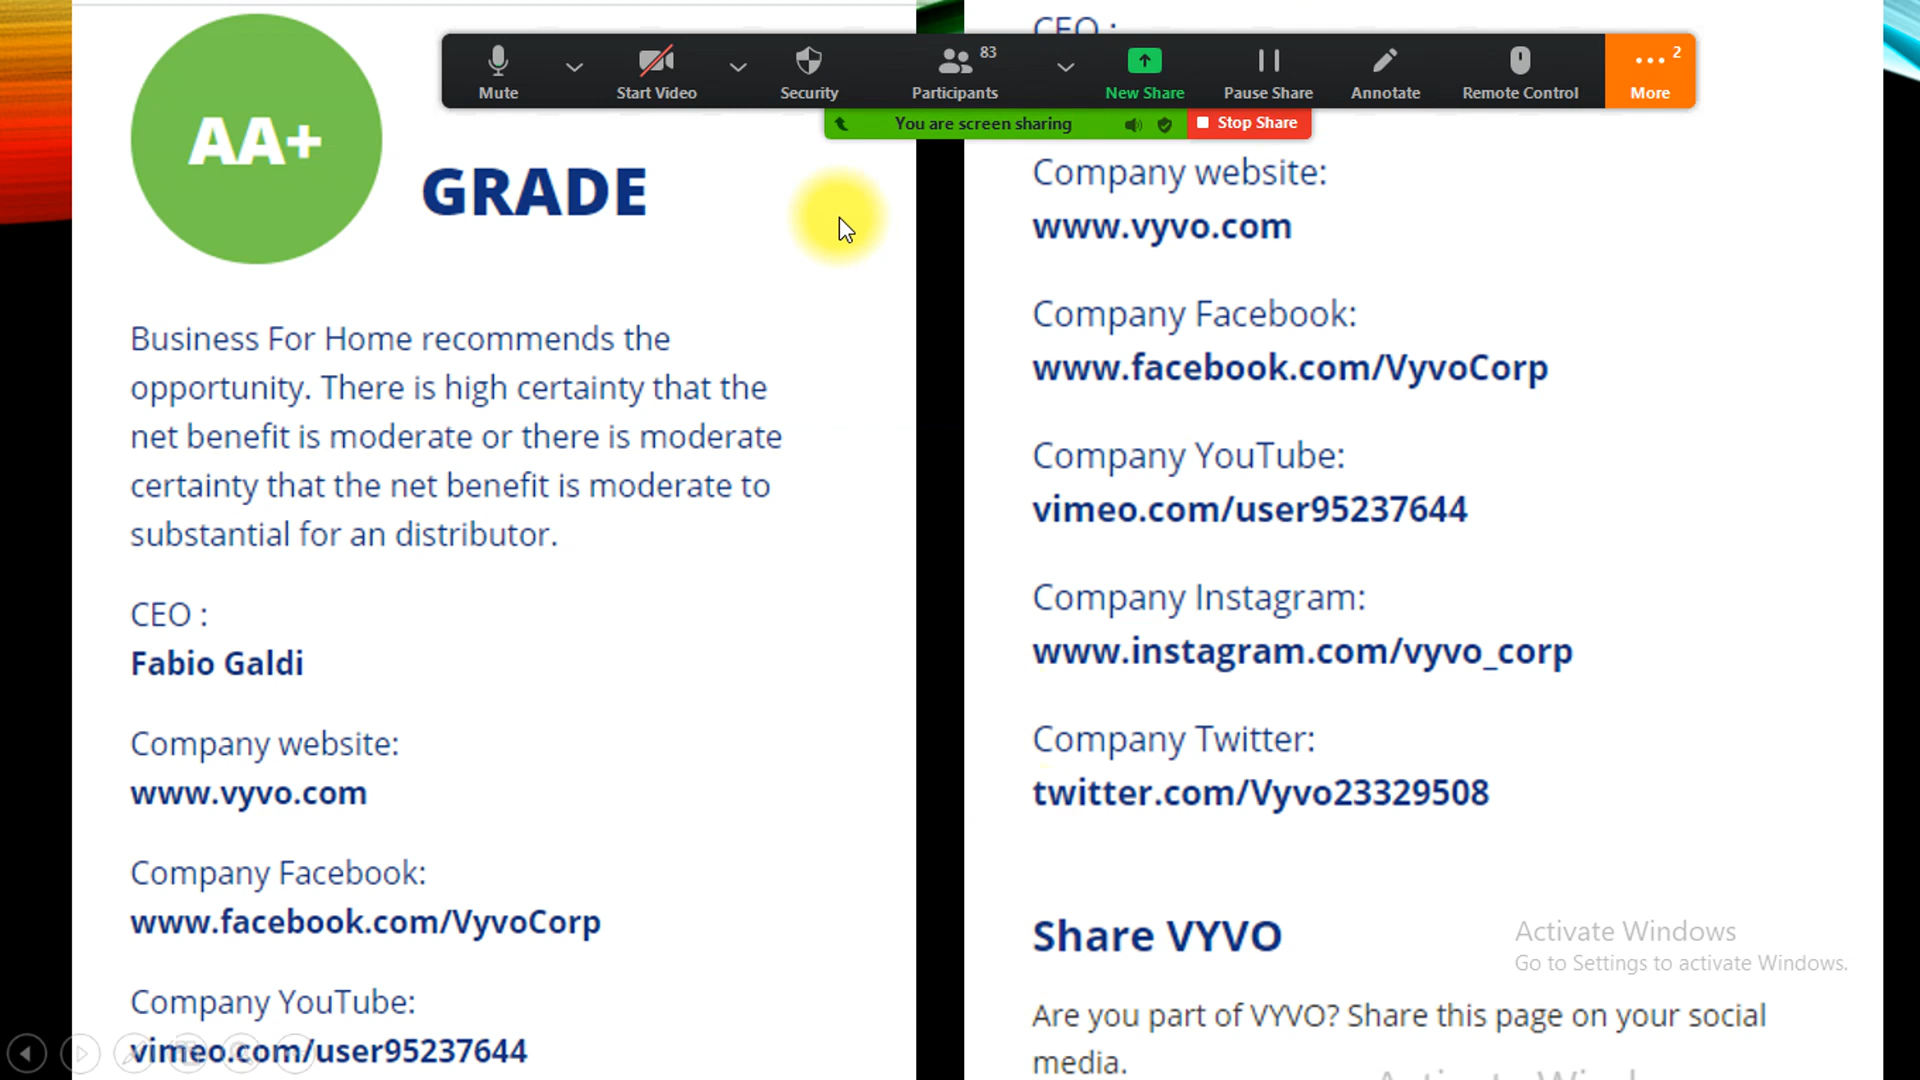 Mute
Start Video
Security
Participants
83
New Share
Pause Share
Annotate
Remote Control
2
More
You are screen sharing
Stop Share
AA+
GRADE
Business For Home recommends the
opportunity. There is high certainty that the
net benefit is moderate or there is moderate
certainty that the net benefit is moderate to
substantial for an distributor.
CEO :
Fabio Galdi
Company website:
www.vyvo.com
Company Facebook:
www.facebook.com/VyvoCorp
Company YouTube:
vimeo.com/user95237644
CEO :
Company website:
www.vyvo.com
Company Facebook:
www.facebook.com/VyvoCorp
Company YouTube:
vimeo.com/user95237644
Company Instagram:
www.instagram.com/vyvo_corp
Company Twitter:
twitter.com/Vyvo23329508
Share VYVO
Are you part of VYVO? Share this page on your social
media.
Activate Windows
Go to Settings to activate Windows.
Activate Wind